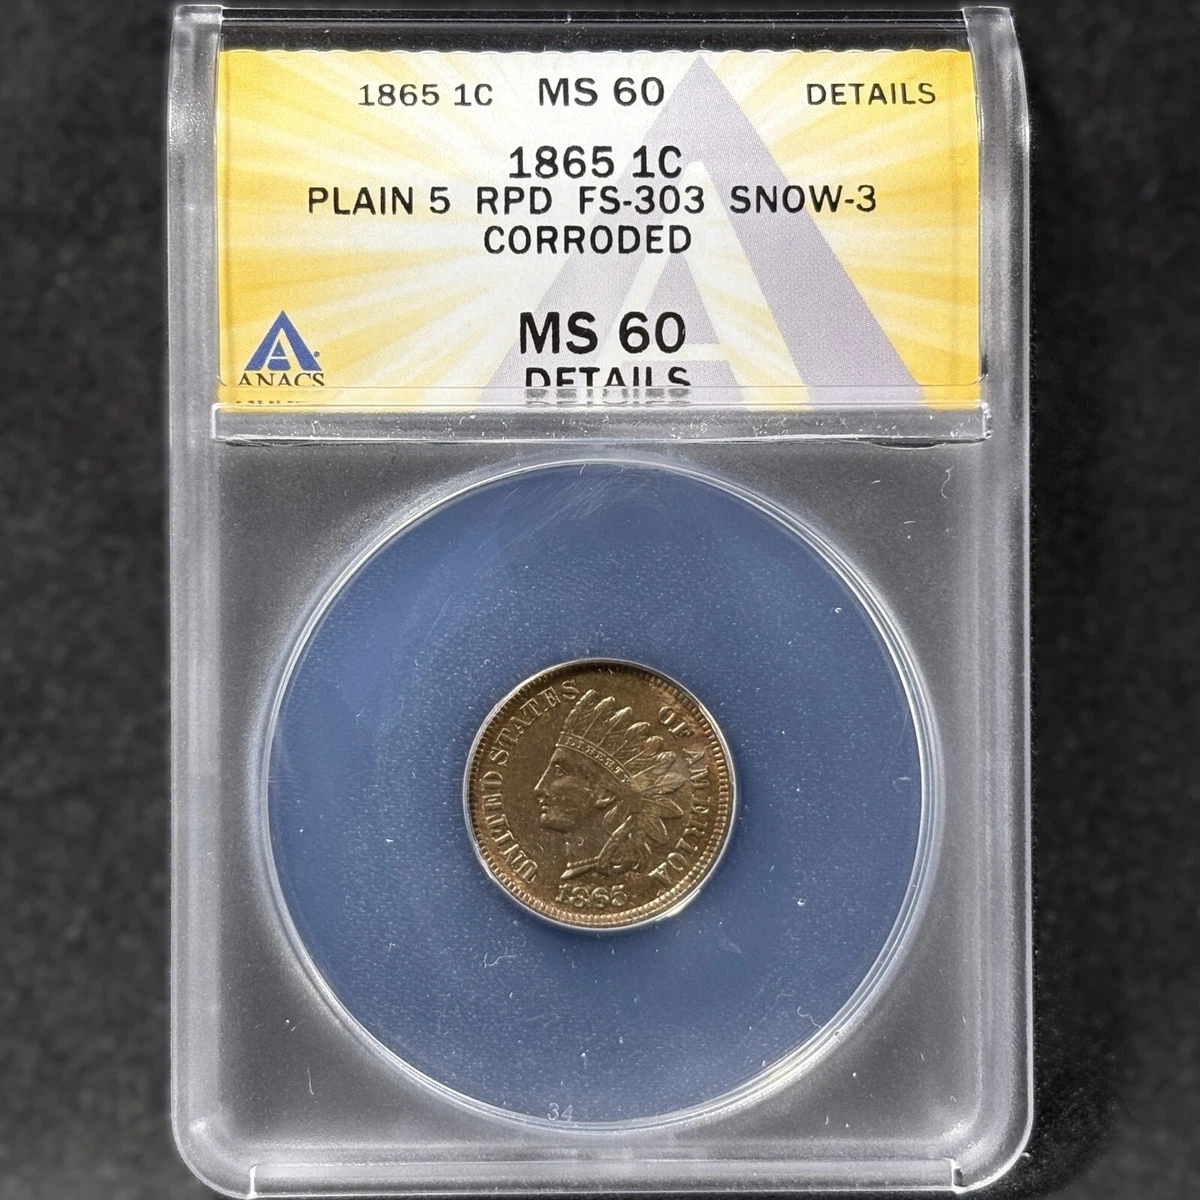 1865 1C MS 60 DETAILS
1865 1C
PLAIN 5 RPD FS-303 SNOW-3
CORRODED
MS 60
DETAILS
ANACS
UNITED STATES OF AMERICA
LIBERTY
1865
34